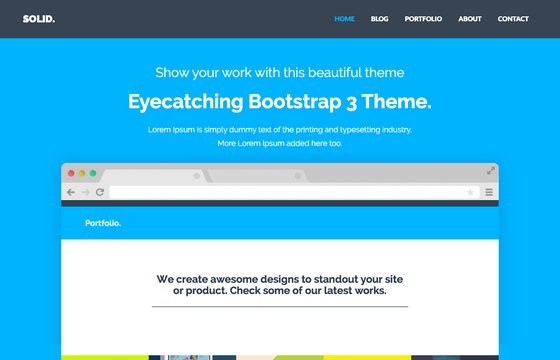 SOLID.
HOME BLOG PORTFOLIO ABOUT CONTACT
Show your work with this beautiful theme
Eyecatching Bootstrap 3 Theme.
Lorem Ipsum is simply dummy text of the printing and typesetting industry.
More Lorem Ipsum added here too.
Portfolio.
We create awesome designs to standout your site
or product. Check some of our latest works.